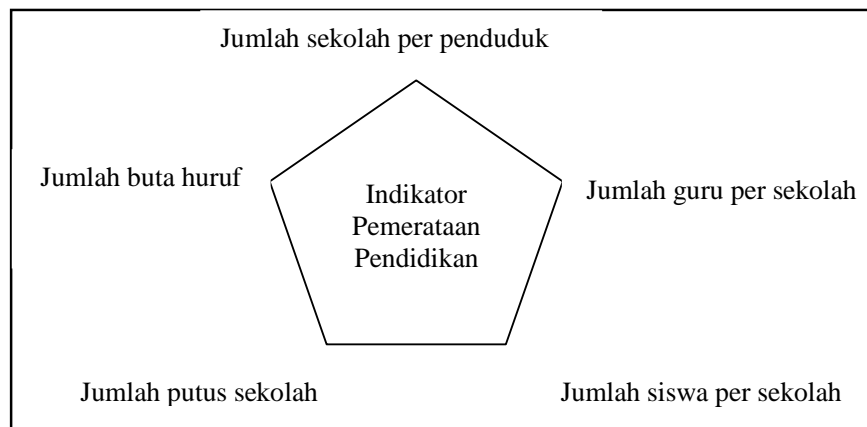 Jumlah sekolah per penduduk
Jumlah buta huruf
Indikator
Pemerataan
Pendidikan
Jumlah guru per sekolah
Jumlah putus sekolah
Jumlah siswa per sekolah